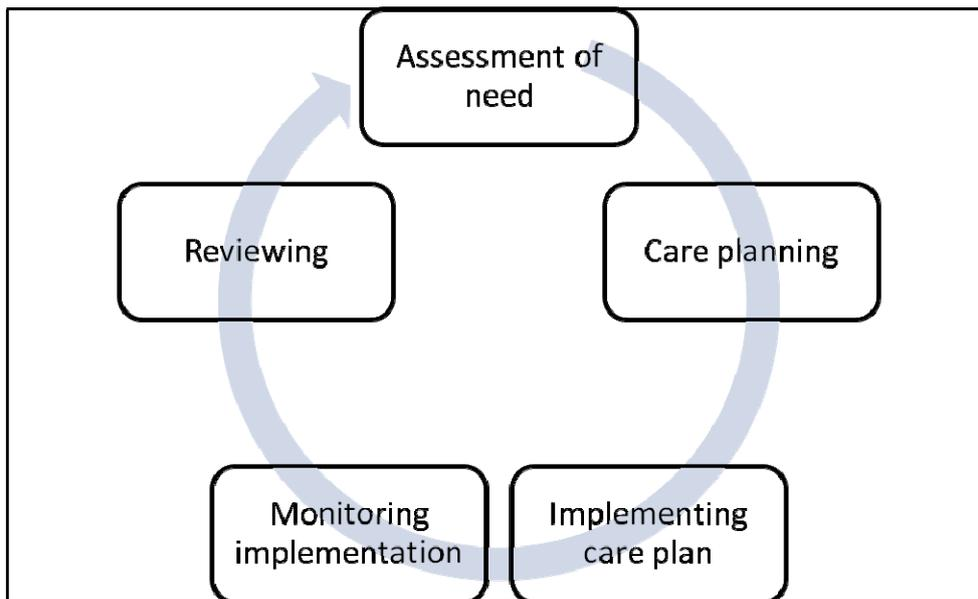 Assessment of
need
Care planning
Implementing
care plan
Monitoring
implementation
Reviewing